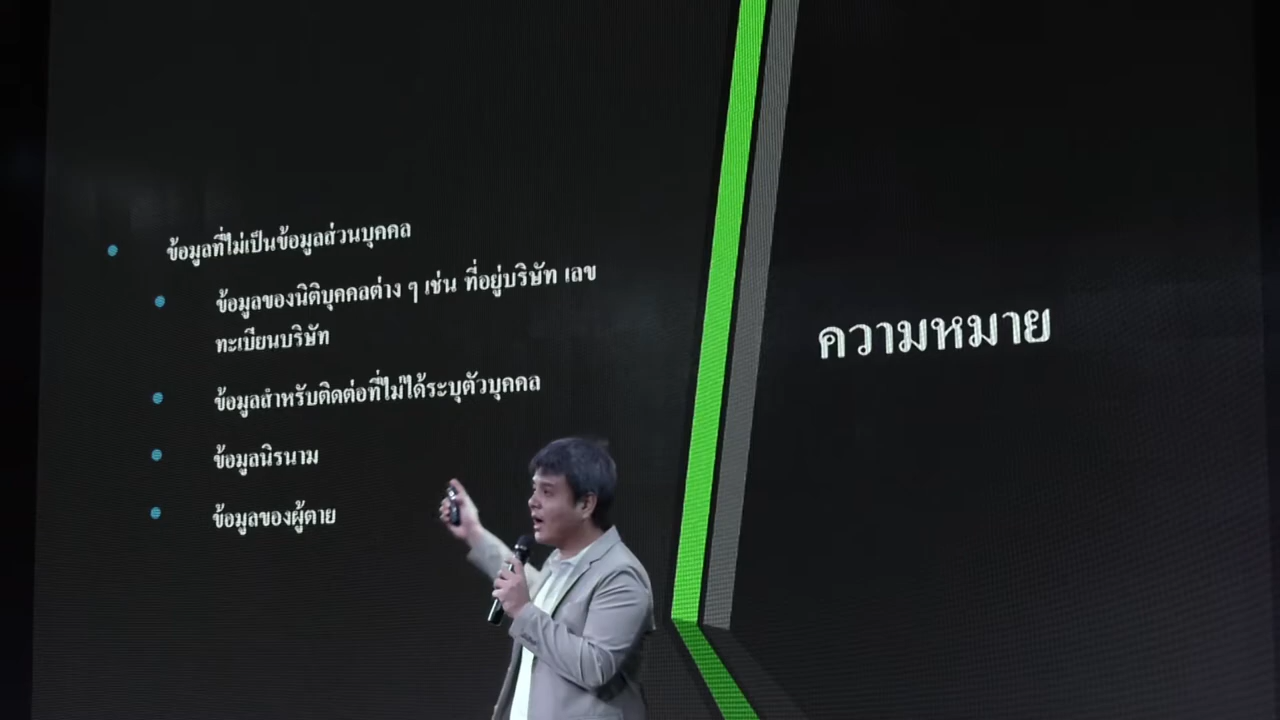 ข้อมูลที่ไม่เป็นข้อมูลส่วนบุคคล
ข้อมูลของนิติบุคคลต่าง ๆ เช่น ที่อยู่บริษัท เลข
ทะเบียนบริษัท
ข้อมูลสำหรับติดต่อที่ไม่ได้ระบุตัวบุคคล
ข้อมูลนิรนาม
ข้อมูลของผู้ตาย
ความหมาย